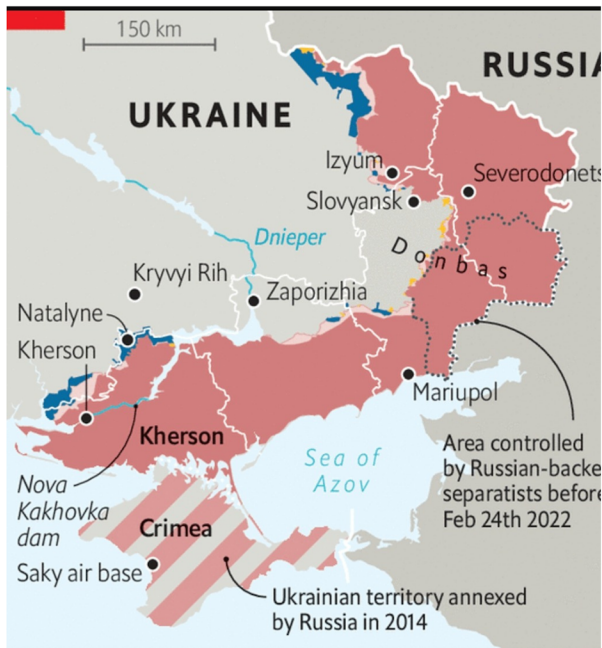 150 km
RUSSIA
UKRAINE
Izyum
Severodonets
Slovyansk
Dnieper
Donbas
Kryvyi Rih
Zaporizhia
Natalyne
Kherson
Mariupol
Kherson
Sea of
Azov
Area controlled
by Russian-backe
separatists before
Feb 24th 2022
Nova
Kakhovka
dam
Crimea
Saky air base
Ukrainian territory annexed
by Russia in 2014